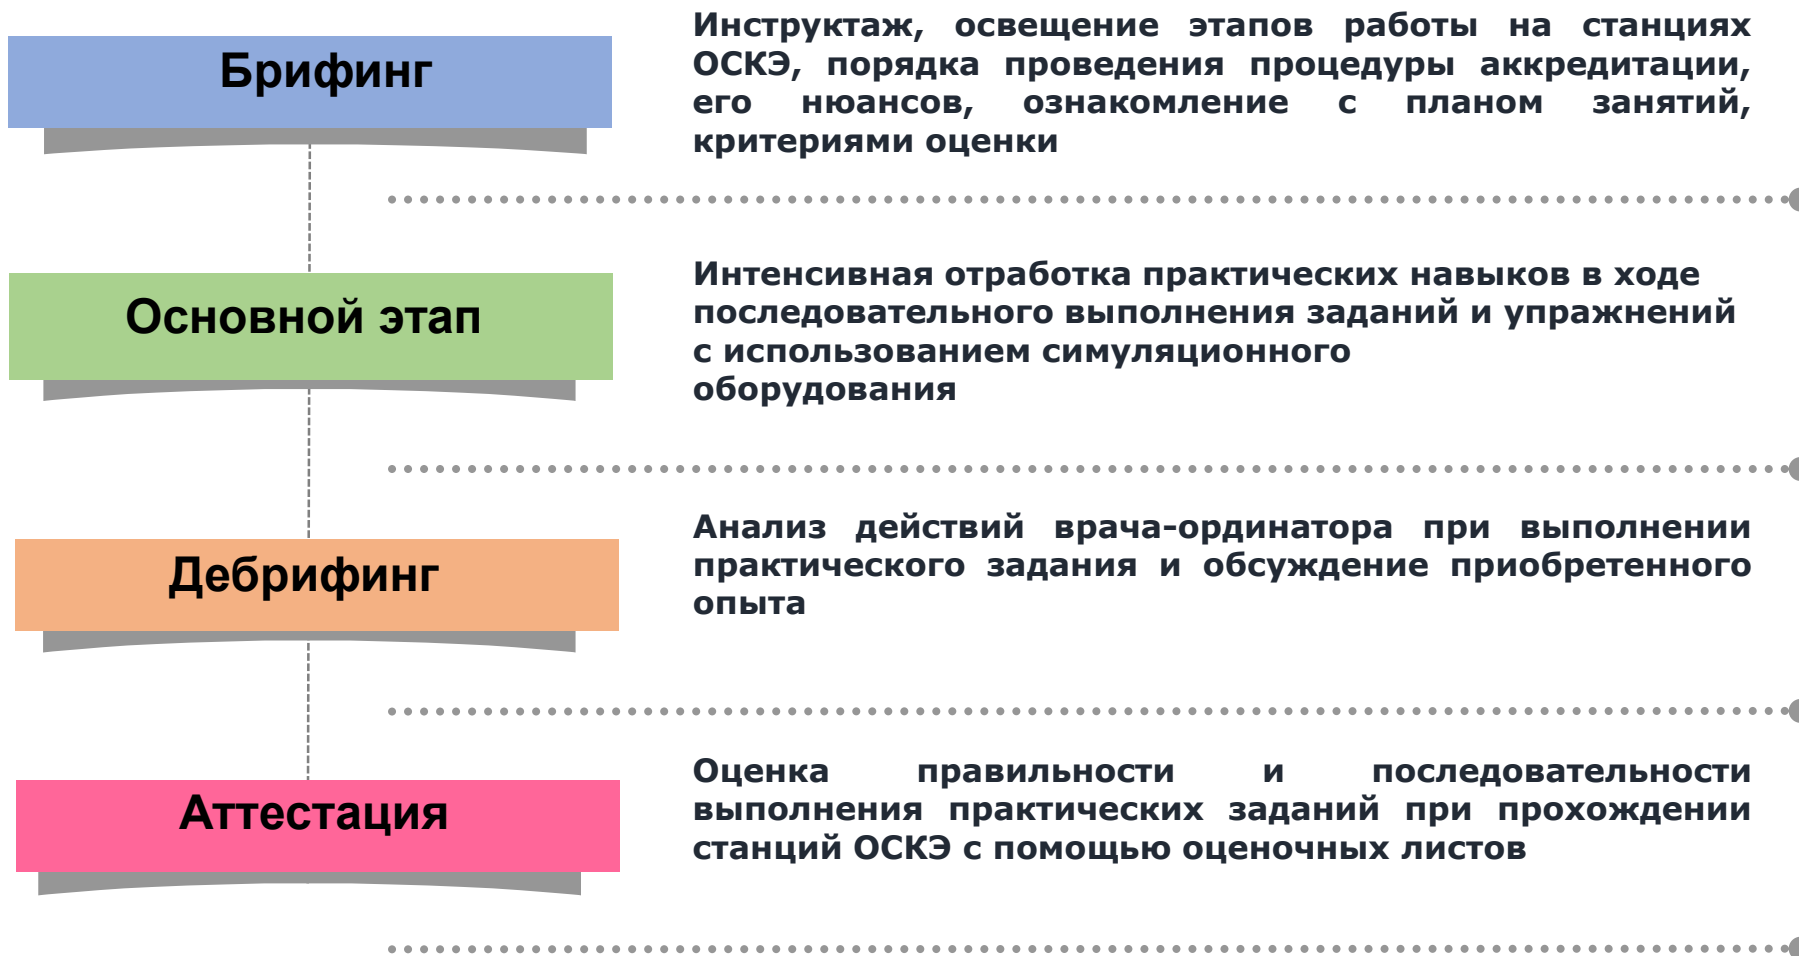 Брифинг
Инструктаж, освещение этапов работы на станциях
ОСКЭ, порядка проведения процедуры аккредитации,
его нюансов, ознакомление с планом занятий,
критериями оценки
Основной этап
Интенсивная отработка практических навыков в ходе
последовательного выполнения заданий и упражнений
с использованием симуляционного
оборудования
Дебрифинг
Анализ действий врача-ординатора при выполнении
практического задания и обсуждение приобретенного
опыта
Аттестация
Оценка правильности и последовательности
выполнения практических заданий при прохождении
станций ОСКЭ с помощью оценочных листов